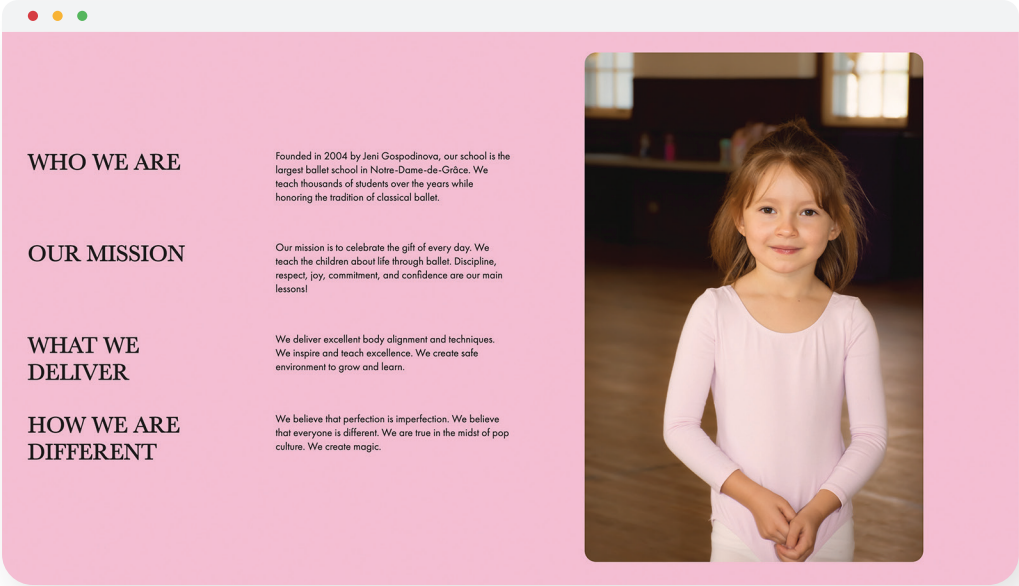 WHO WE ARE
Founded in 2004 by Jeni Gospodinova, our school is the
largest ballet school in Notre-Dame-de-Grâce. We
teach thousands of students over the years while
honoring the tradition of classical ballet.
OUR MISSION
Our mission is to celebrate the gift of every day. We
teach the children about life through ballet. Discipline,
respect, joy, commitment, and confidence are our main
lessons!
WHAT WE
DELIVER
We deliver excellent body alignment and techniques.
We inspire and teach excellence. We create safe
environment to grow and learn.
HOW WE ARE
DIFFERENT
We believe that perfection is imperfection. We believe
that everyone is different. We are true in the midst of pop
culture. We create magic.